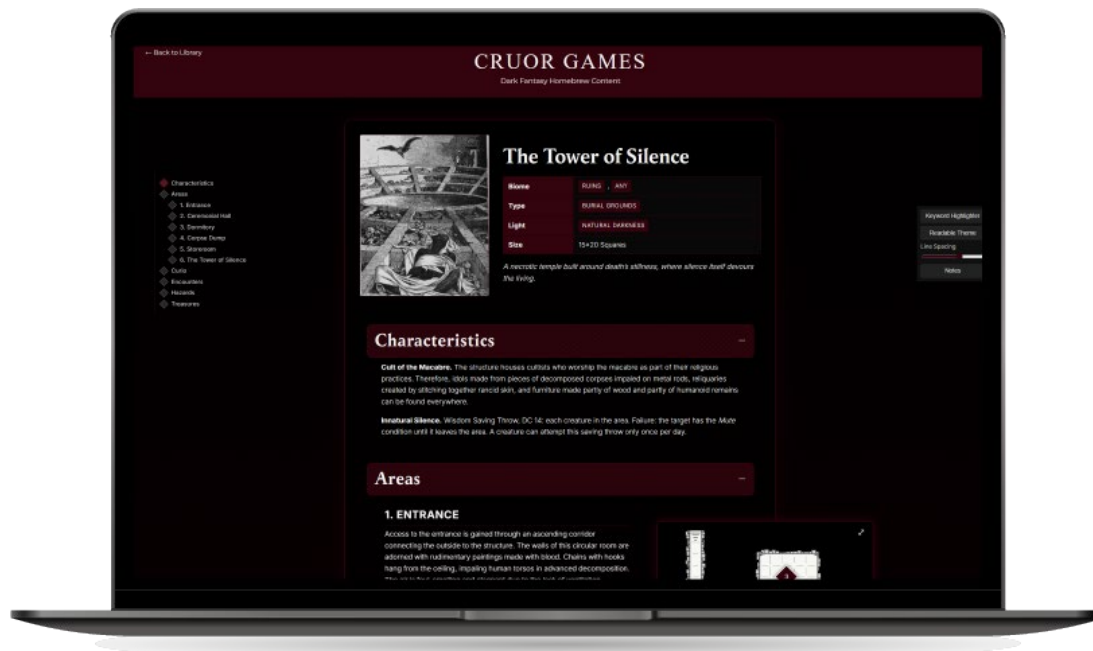 ← Back to Library
CRUOR GAMES
Dark Fantasy Homebrew Content
Characteristics
Areas
1. Entrance
2. Ceremonial Hall
3. Dormitory
4. Corpse Dump
5. Storeroom
6. The Tower of Silence
Curio
Encounters
Hazards
Treasures
The Tower of Silence
Biome RUINS , ANY
Type BURIAL GROUNDS
Light NATURAL DARKNESS
Size 15×20 Squares
A necrotic temple built around death's stillness, where silence itself devours
the living.
Keyword Highlighter
Readable Theme
Line Spacing
Notes
Characteristics −
Cult of the Macabre. The structure houses cultists who worship the macabre as part of their religious
practices. Therefore, idols made from pieces of decomposed corpses impaled on metal rods, reliquaries
created by stitching together rancid skin, and furniture made partly of wood and partly of humanoid remains
can be found everywhere.
Innatural Silence. Wisdom Saving Throw, DC 14: each creature in the area. Failure: the target has the Mute
condition until it leaves the area. A creature can attempt this saving throw only once per day.
Areas −
1. ENTRANCE
Access to the entrance is gained through an ascending corridor
connecting the outside to the structure. The walls of this circular room are
adorned with rudimentary paintings made with blood. Chains with hooks
hang from the ceiling, impaling human torsos in advanced decomposition.
3